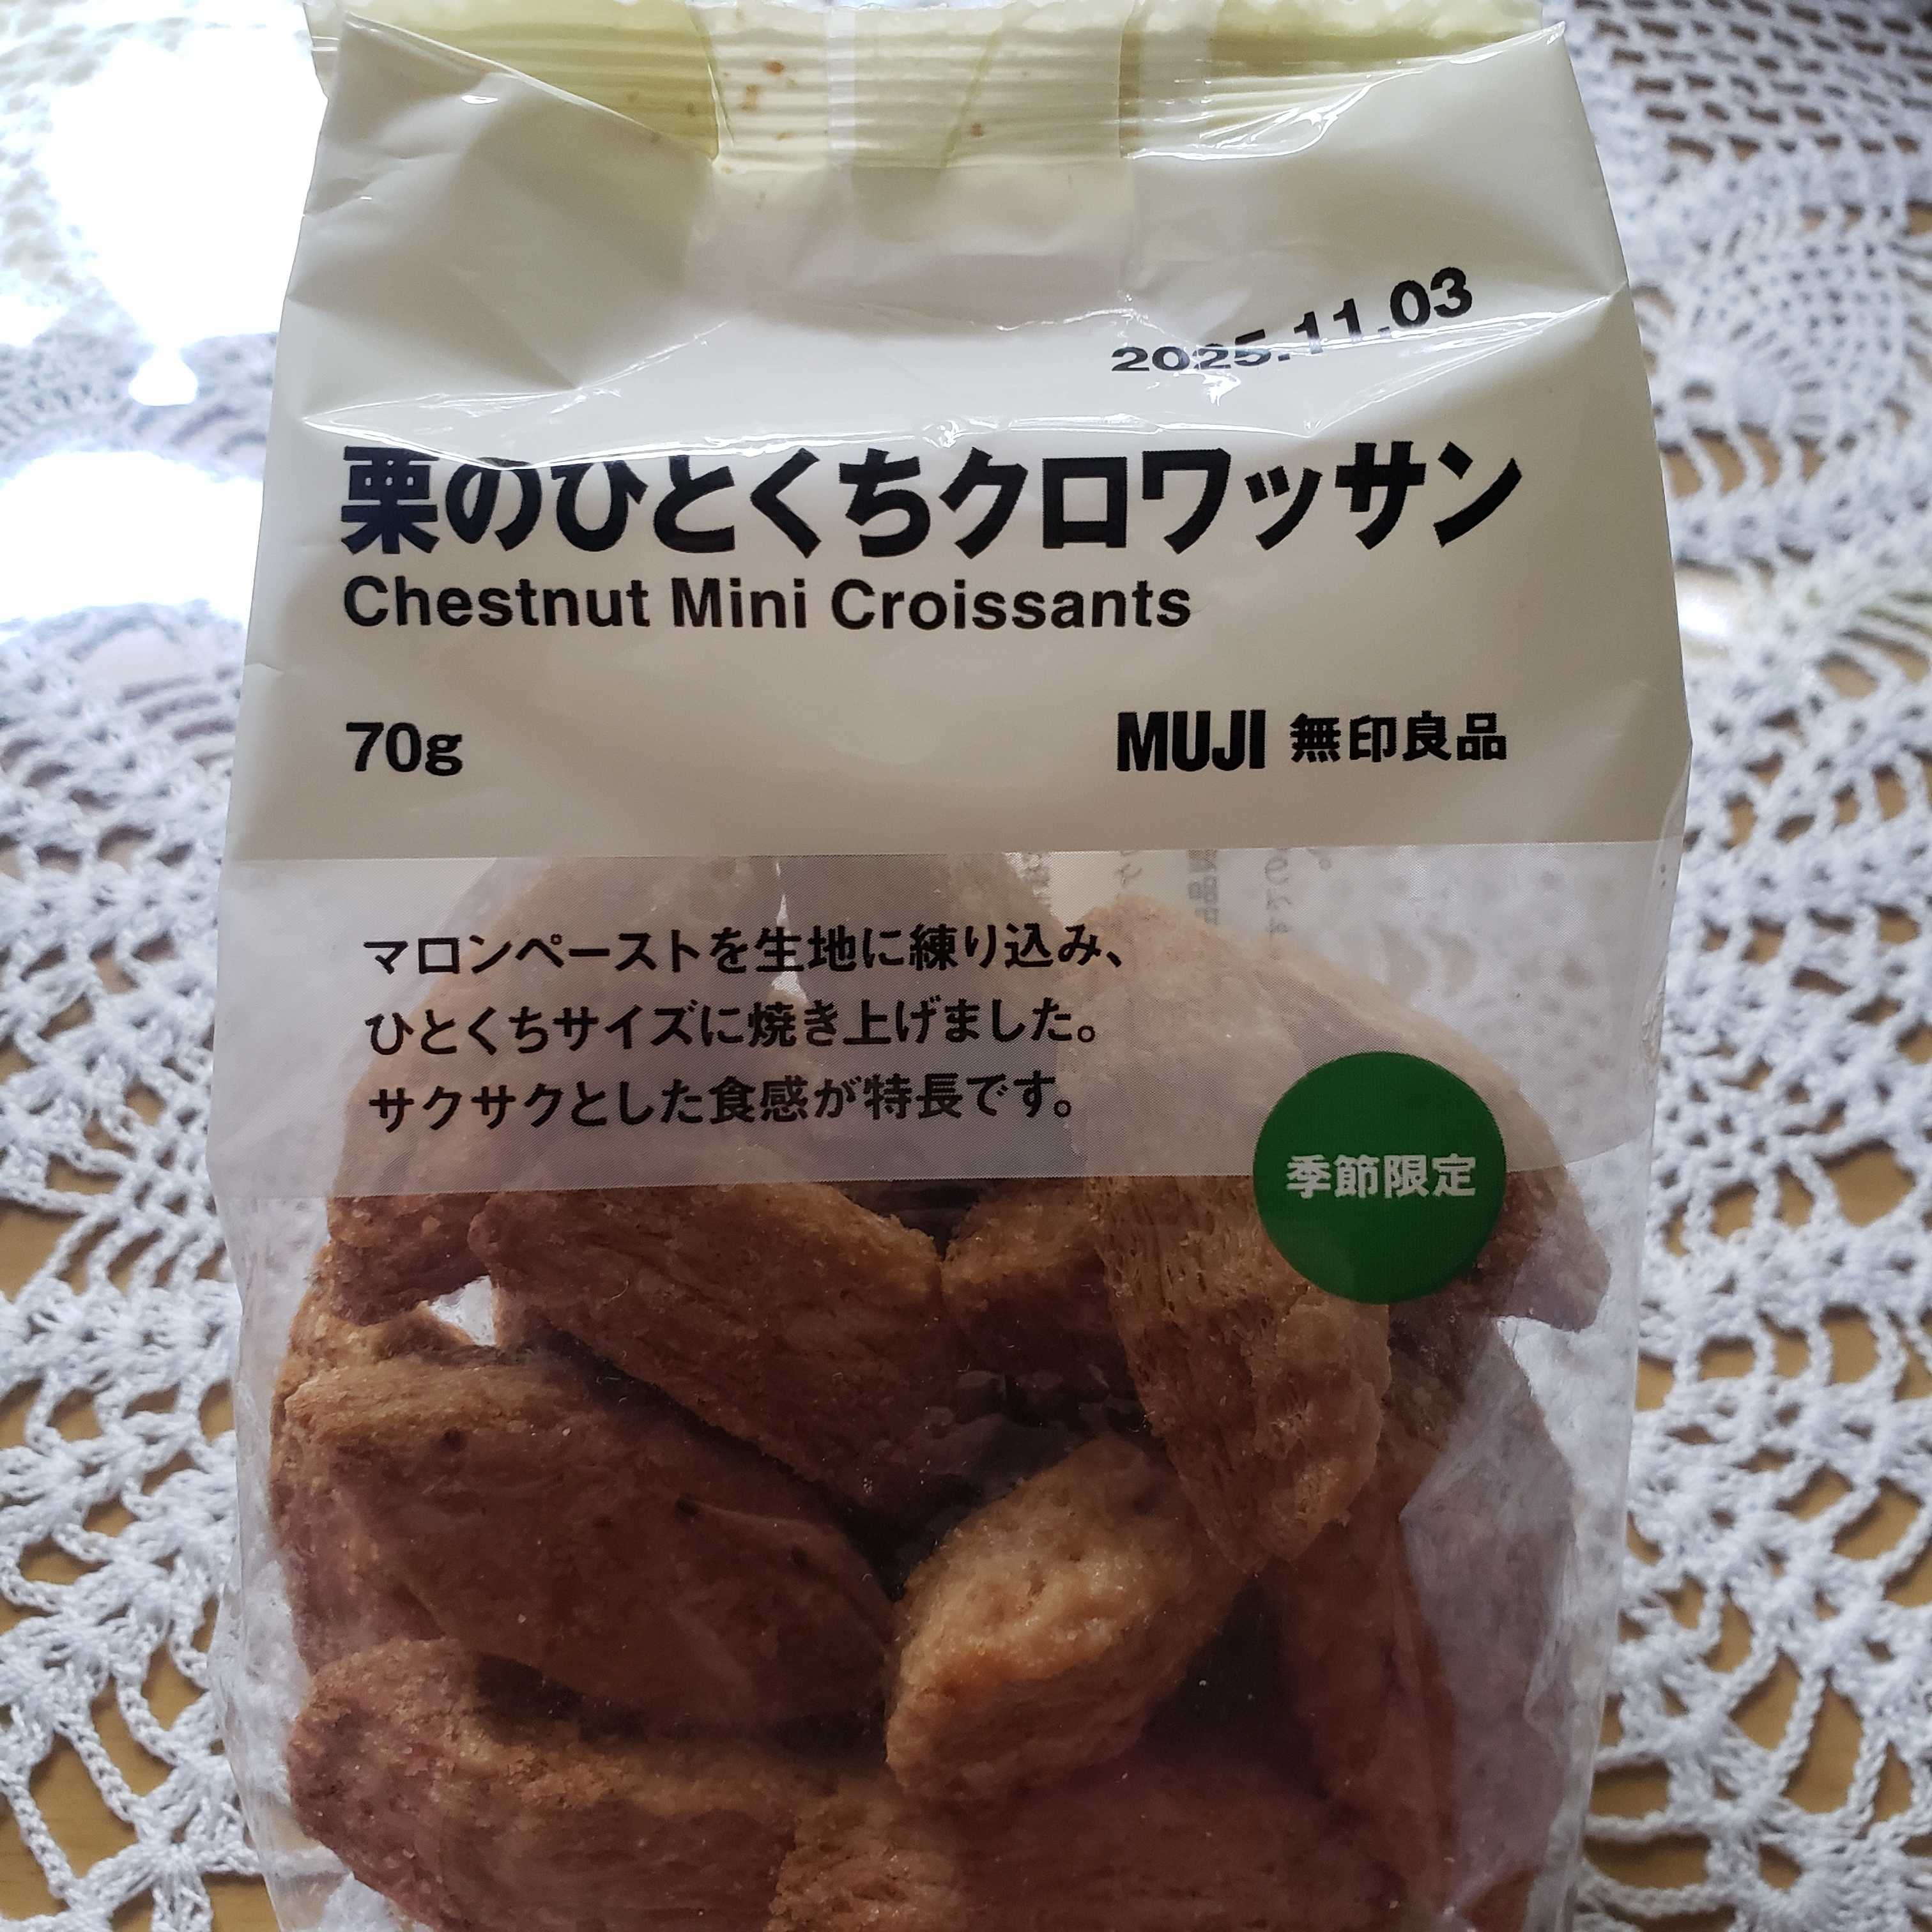 2025.11.03
栗のひとくちクロワッサン
Chestnut Mini Croissants
70g
MUJI 無印良品
マロンペーストを生地に練り込み、
ひとくちサイズに焼き上げました。
サクサクとした食感が特長です。
季節限定